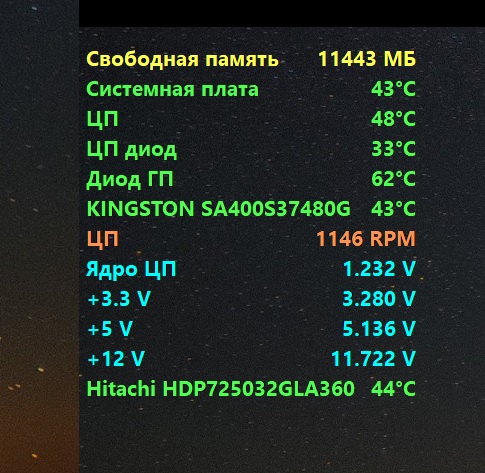 Свободная память 11443 МБ
Системная плата 43°C
ЦП 48°C
ЦП диод 33°C
Диод ГП 62°C
KINGSTON SA400S37480G 43°C
ЦП 1146 RPM
Ядро ЦП 1.232 V
+3.3 V 3.280 V
+5 V 5.136 V
+12 V 11.722 V
Hitachi HDP725032GLA360 44°C